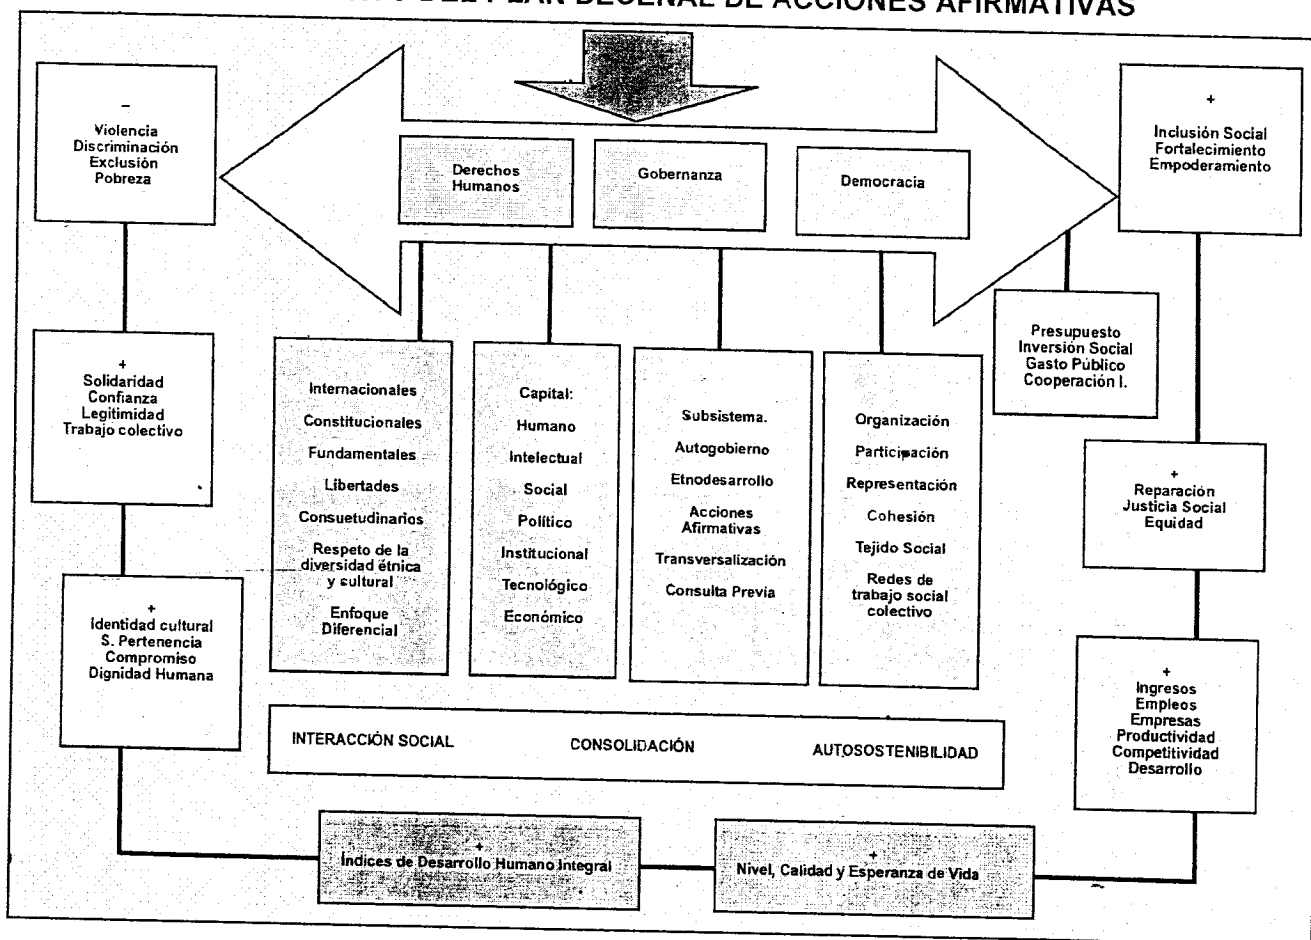 DEL PLAN DECENAL DE ACCIONES AFIRMATIVAS
–
Violencia
Discriminación
Exclusión
Pobreza
Derechos
Humanos
Gobernanza
Democracia
+
Inclusión Social
Fortalecimiento
Empoderamiento
+
Solidaridad
Confianza
Legitimidad
Trabajo colectivo
Internacionales
Constitucionales
Fundamentales
Libertades
Consuetudinarios
Respeto de la
diversidad étnica
y cultural
Enfoque
Diferencial
Capital:
Humano
Intelectual
Social
Político
Institucional
Tecnológico
Económico
Subsistema.
Autogobierno
Etnodesarrollo
Acciones
Afirmativas
Transversalización
Consulta Previa
Organización
Participación
Representación
Cohesión
Tejido Social
Redes de
trabajo social
colectivo
Presupuesto
Inversión Social
Gasto Público
Cooperación I.
+
Reparación
Justicia Social
Equidad
+
Identidad cultural
S. Pertenencia
Compromiso
Dignidad Humana
+
Ingresos
Empleos
Empresas
Productividad
Competitividad
Desarrollo
INTERACCIÓN SOCIAL CONSOLIDACIÓN AUTOSOSTENIBILIDAD
+
Índices de Desarrollo Humano Integral
+
Nivel, Calidad y Esperanza de Vida